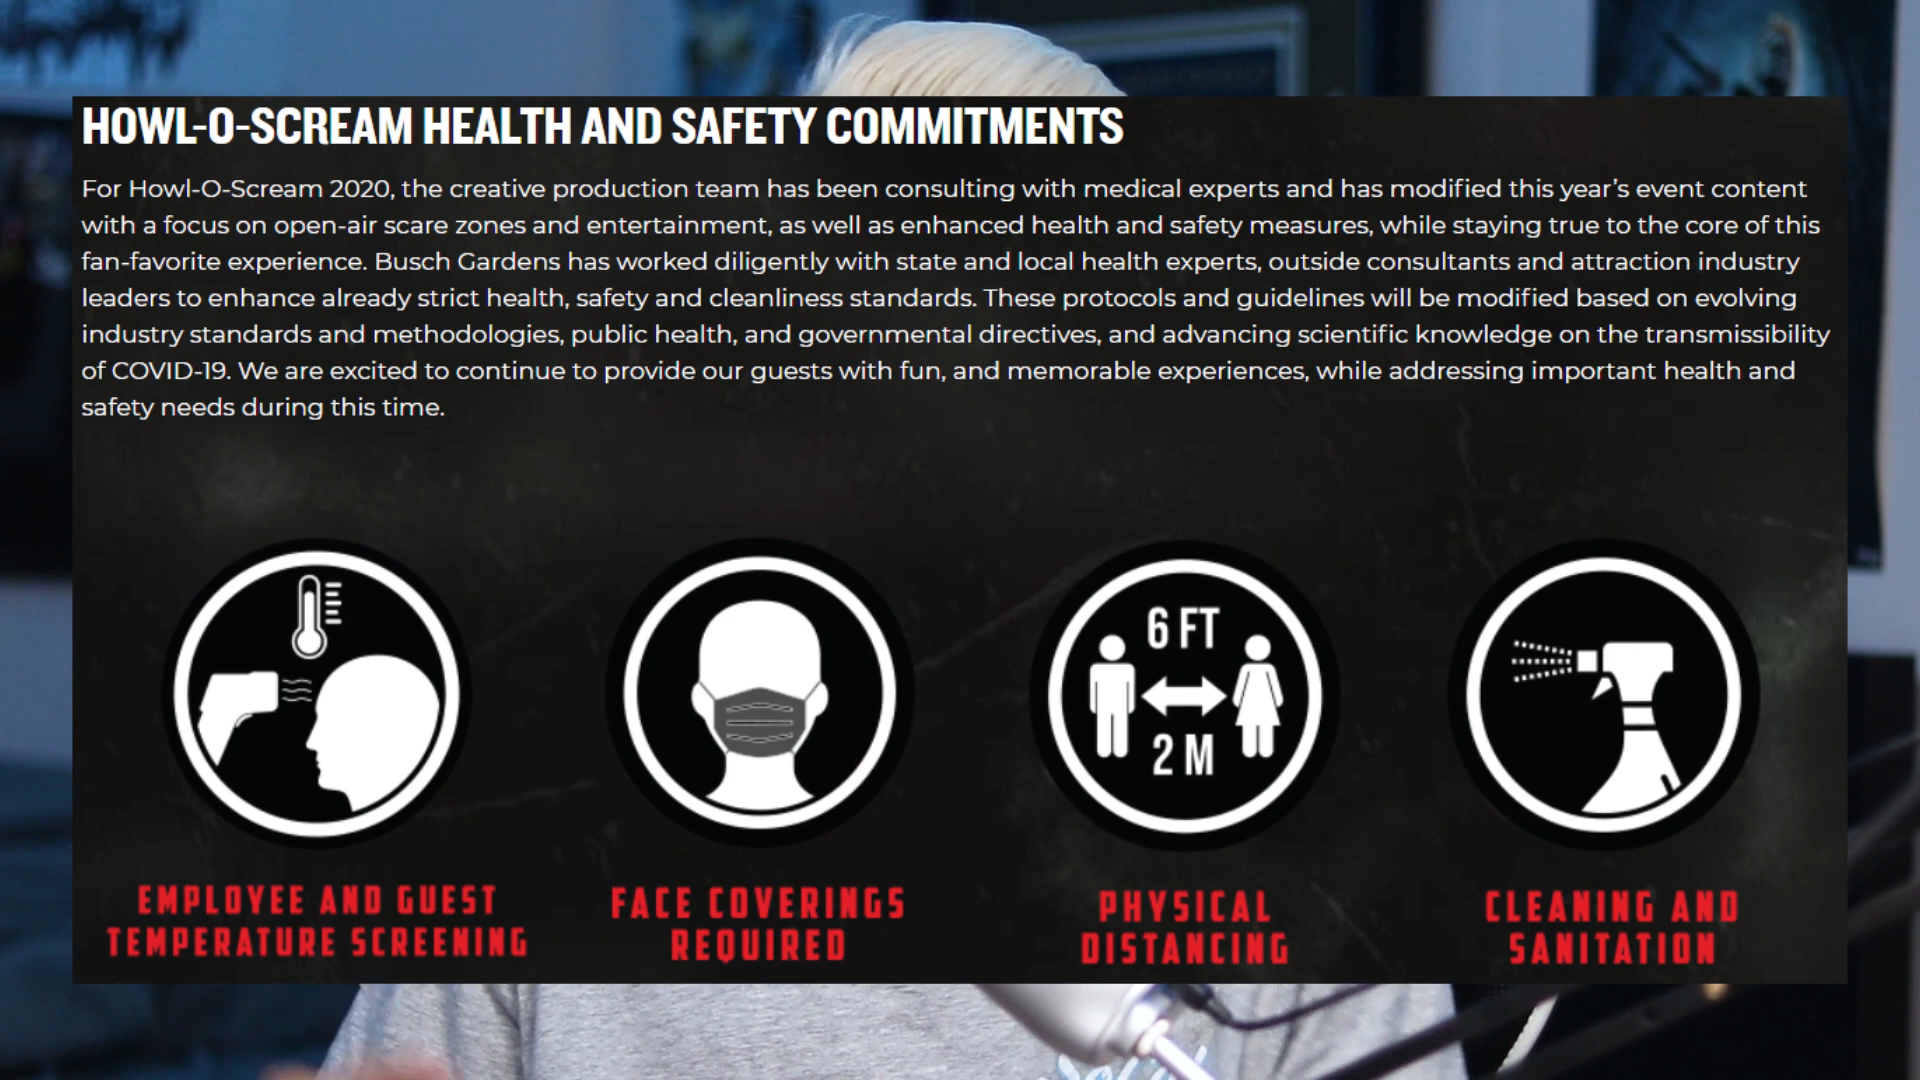 HOWL-O-SCREAM HEALTH AND SAFETY COMMITMENTS
For Howl-O-Scream 2020, the creative production team has been consulting with medical experts and has modified this year's event content
with a focus on open-air scare zones and entertainment, as well as enhanced health and safety measures, while staying true to the core of this
fan-favorite experience. Busch Gardens has worked diligently with state and local health experts, outside consultants and attraction industry
leaders to enhance already strict health, safety and cleanliness standards. These protocols and guidelines will be modified based on evolving
industry standards and methodologies, public health, and governmental directives, and advancing scientific knowledge on the transmissibility
of COVID-19. We are excited to continue to provide our guests with fun, and memorable experiences, while addressing important health and
safety needs during this time.
6 FT
2 M
EMPLOYEE AND GUEST
TEMPERATURE SCREENING
FACE COVERINGS
REQUIRED
PHYSICAL
DISTANCING
CLEANING AND
SANITATION